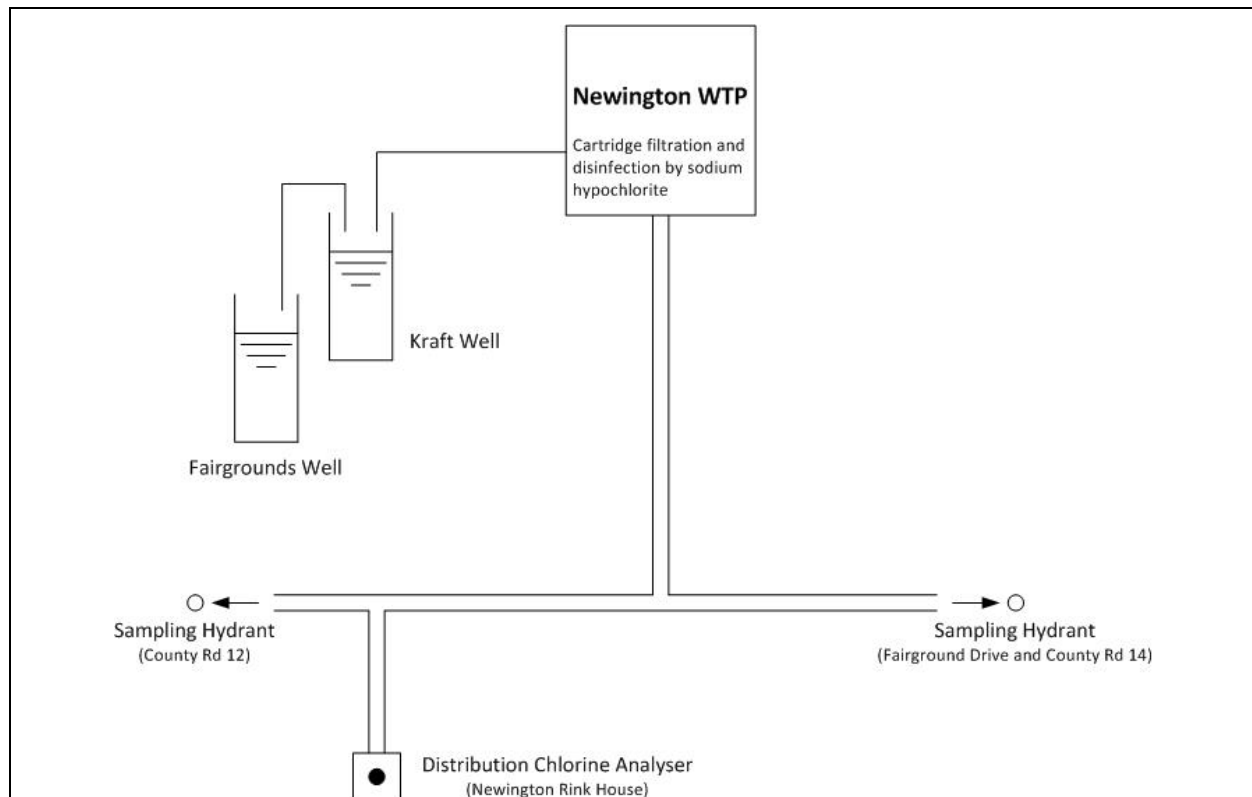 Newington WTP
Cartridge filtration and
disinfection by sodium
hypochlorite
Kraft Well
Fairgrounds Well
Sampling Hydrant
(County Rd 12)
Sampling Hydrant
(Fairground Drive and County Rd 14)
Distribution Chlorine Analyser
(Newington Rink House)